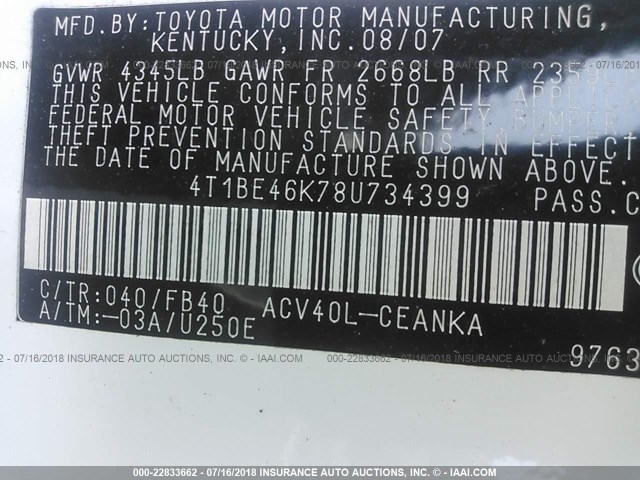 MFD. BY: TOYOTA MOTOR MANUFACTURING,
KENTUCKY, INC. 08/07
GVWR 4345LB GAWR FR 2668LB RR
THIS VEHICLE CONFORMS TO ALL
FEDERAL MOTOR VEHICLE SAFETY, BUMPER
THEFT PREVENTION STANDARDS IN EFFECT
THE DATE OF MANUFACTURE SHOWN ABOVE.
4T1BE46K78U734399 PASS.C
C/TR:040/FB40 ACV40L-CEANKA
A/TM:-03A/U250E
9763
000-22833662 - 07/16/2018 INSURANCE AUTO AUCTIONS - © - IAAI.COM